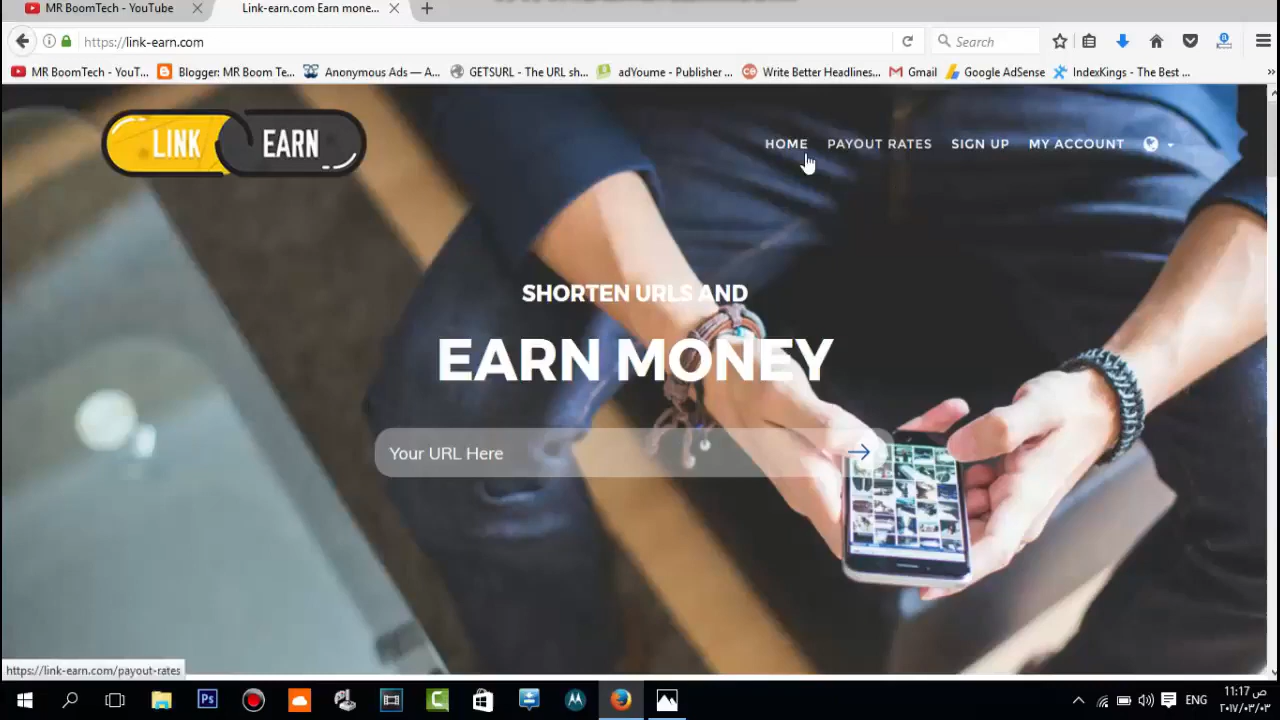 MR BoomTech - YouTube
Link-earn.com Earn mone...
https://link-earn.com
Search
MR BoomTech - YouT...
Blogger: MR Boom Te...
Anonymous Ads — A...
GETSURL - The URL sh...
adYoume - Publisher ...
Write Better Headlines...
Gmail
Google AdSense
IndexKings - The Best ...
LINK EARN
HOME
PAYOUT RATES
SIGN UP
MY ACCOUNT
SHORTEN URLS AND
EARN MONEY
Your URL Here
https://link-earn.com/payout-rates
ENG
11:17 ص
٢٠١٧/٠٣/٠٣